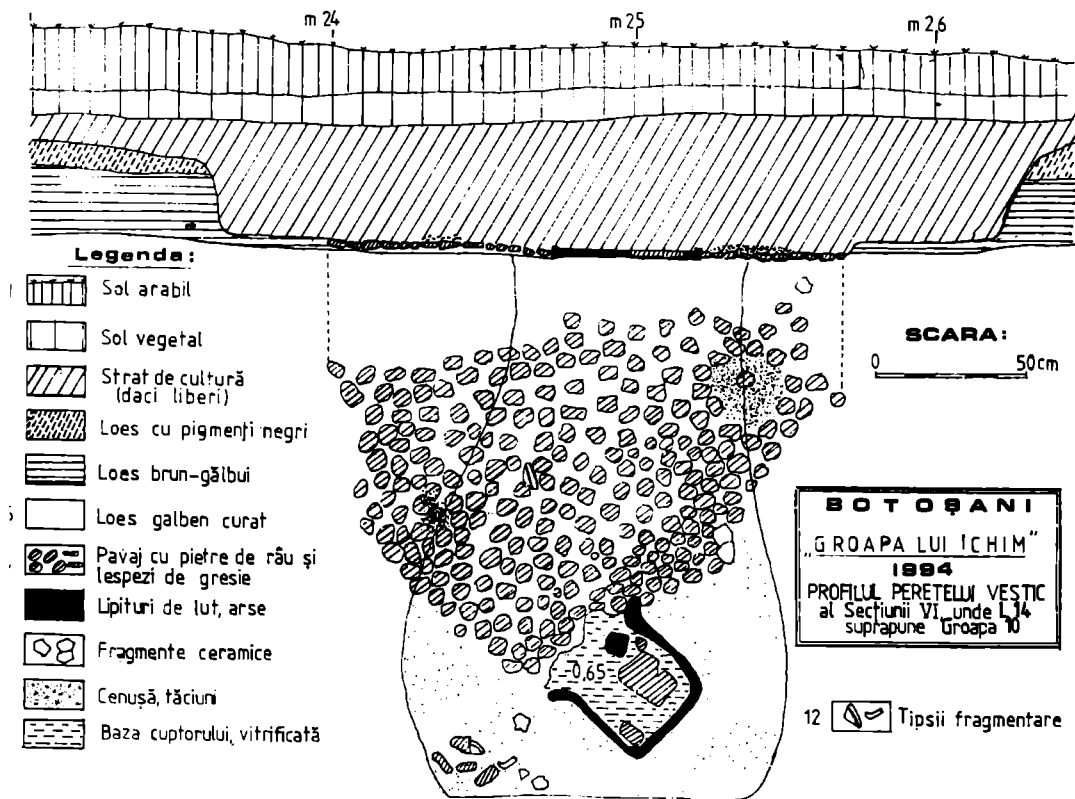 m 24
m 25
m 2,6
Legenda:
Sol arabil
Sol vegetal
Strat de cultură
(daci liberi)
Loes cu pigmenți negri
Loes brun-gălbui
Loes galben curat
Pavaj cu pietre de râu și
lespezi de gresie
Lipituri de lut, arse
Fragmente ceramice
Cenușă, tăciuni
Baza cuptorului, vitrificată
-0,65
SCARA:
0 50cm
BOTOȘANI
„GROAPA LUI ICHIM"
1994
PROFILUL PERETELUI VESTIC
al Secțiunii VI, unde L.14
suprapune Groapa 10
12 Tipsii fragmentare